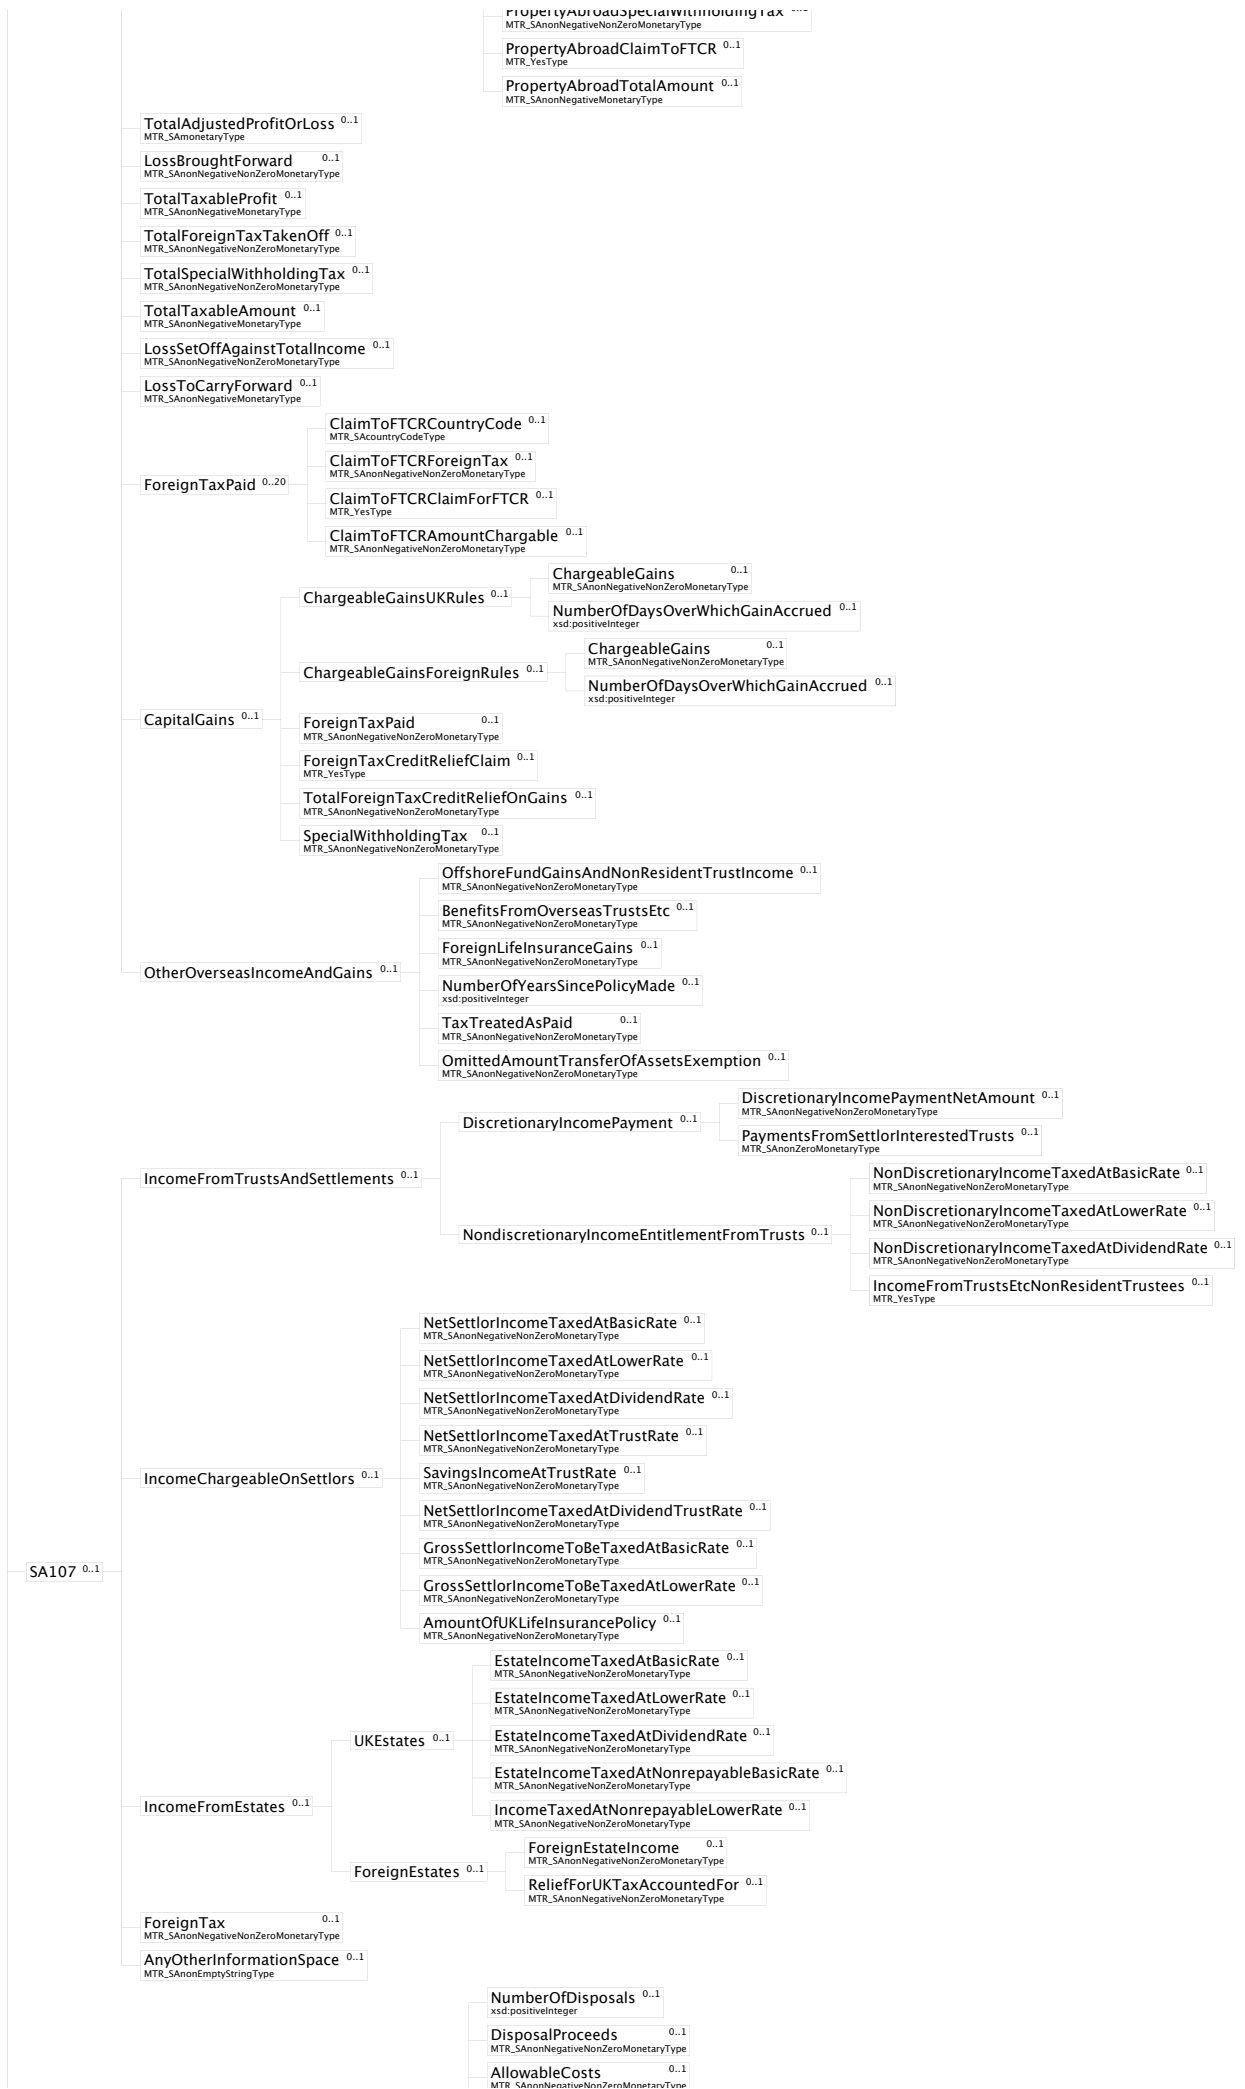 PropertyAbroadSpecialWithholdingTax 0..1
MTR_SAnonNegativeNonZeroMonetaryType
PropertyAbroadClaimToFTCR 0..1
MTR_YesType
PropertyAbroadTotalAmount 0..1
MTR_SAnonNegativeMonetaryType
TotalAdjustedProfitOrLoss 0..1
MTR_SAmonetaryType
LossBroughtForward 0..1
MTR_SAnonNegativeNonZeroMonetaryType
TotalTaxableProfit 0..1
MTR_SAnonNegativeMonetaryType
TotalForeignTaxTakenOff 0..1
MTR_SAnonNegativeNonZeroMonetaryType
TotalSpecialWithholdingTax 0..1
MTR_SAnonNegativeNonZeroMonetaryType
TotalTaxableAmount 0..1
MTR_SAnonNegativeMonetaryType
LossSetOffAgainstTotalIncome 0..1
MTR_SAnonNegativeNonZeroMonetaryType
LossToCarryForward 0..1
MTR_SAnonNegativeMonetaryType
ForeignTaxPaid 0..20
ClaimToFTCRCountryCode 0..1
MTR_SAcountryCodeType
ClaimToFTCRForeignTax 0..1
MTR_SAnonNegativeNonZeroMonetaryType
ClaimToFTCRClaimForFTCR 0..1
MTR_YesType
ClaimToFTCRAmountChargable 0..1
MTR_SAnonNegativeNonZeroMonetaryType
CapitalGains 0..1
ChargeableGainsUKRules 0..1
ChargeableGains 0..1
MTR_SAnonNegativeNonZeroMonetaryType
NumberOfDaysOverWhichGainAccrued 0..1
xsd:positiveInteger
ChargeableGainsForeignRules 0..1
ChargeableGains 0..1
MTR_SAnonNegativeNonZeroMonetaryType
NumberOfDaysOverWhichGainAccrued 0..1
xsd:positiveInteger
ForeignTaxPaid 0..1
MTR_SAnonNegativeNonZeroMonetaryType
ForeignTaxCreditReliefClaim 0..1
MTR_YesType
TotalForeignTaxCreditReliefOnGains 0..1
MTR_SAnonNegativeNonZeroMonetaryType
SpecialWithholdingTax 0..1
MTR_SAnonNegativeNonZeroMonetaryType
OtherOverseasIncomeAndGains 0..1
OffshoreFundGainsAndNonResidentTrustIncome 0..1
MTR_SAnonNegativeNonZeroMonetaryType
BenefitsFromOverseasTrustsEtc 0..1
MTR_SAnonNegativeNonZeroMonetaryType
ForeignLifeInsuranceGains 0..1
MTR_SAnonNegativeNonZeroMonetaryType
NumberOfYearsSincePolicyMade 0..1
xsd:positiveInteger
TaxTreatedAsPaid 0..1
MTR_SAnonNegativeNonZeroMonetaryType
OmittedAmountTransferOfAssetsExemption 0..1
MTR_SAnonNegativeNonZeroMonetaryType
SA107 0..1
IncomeFromTrustsAndSettlements 0..1
DiscretionaryIncomePayment 0..1
DiscretionaryIncomePaymentNetAmount 0..1
MTR_SAnonNegativeNonZeroMonetaryType
PaymentsFromSettlorInterestedTrusts 0..1
MTR_SAnonZeroMonetaryType
NondiscretionaryIncomeEntitlementFromTrusts 0..1
NonDiscretionaryIncomeTaxedAtBasicRate 0..1
MTR_SAnonNegativeNonZeroMonetaryType
NonDiscretionaryIncomeTaxedAtLowerRate 0..1
MTR_SAnonNegativeNonZeroMonetaryType
NonDiscretionaryIncomeTaxedAtDividendRate 0..1
MTR_SAnonNegativeNonZeroMonetaryType
IncomeFromTrustsEtcNonResidentTrustees 0..1
MTR_YesType
IncomeChargeableOnSettlors 0..1
NetSettlorIncomeTaxedAtBasicRate 0..1
MTR_SAnonNegativeNonZeroMonetaryType
NetSettlorIncomeTaxedAtLowerRate 0..1
MTR_SAnonNegativeNonZeroMonetaryType
NetSettlorIncomeTaxedAtDividendRate 0..1
MTR_SAnonNegativeNonZeroMonetaryType
NetSettlorIncomeTaxedAtTrustRate 0..1
MTR_SAnonNegativeNonZeroMonetaryType
SavingsIncomeAtTrustRate 0..1
MTR_SAnonNegativeNonZeroMonetaryType
NetSettlorIncomeTaxedAtDividendTrustRate 0..1
MTR_SAnonNegativeNonZeroMonetaryType
GrossSettlorIncomeToBeTaxedAtBasicRate 0..1
MTR_SAnonNegativeNonZeroMonetaryType
GrossSettlorIncomeToBeTaxedAtLowerRate 0..1
MTR_SAnonNegativeNonZeroMonetaryType
AmountOfUKLifeInsurancePolicy 0..1
MTR_SAnonNegativeNonZeroMonetaryType
IncomeFromEstates 0..1
UKEstates 0..1
EstateIncomeTaxedAtBasicRate 0..1
MTR_SAnonNegativeNonZeroMonetaryType
EstateIncomeTaxedAtLowerRate 0..1
MTR_SAnonNegativeNonZeroMonetaryType
EstateIncomeTaxedAtDividendRate 0..1
MTR_SAnonNegativeNonZeroMonetaryType
EstateIncomeTaxedAtNonrepayableBasicRate 0..1
MTR_SAnonNegativeNonZeroMonetaryType
IncomeTaxedAtNonrepayableLowerRate 0..1
MTR_SAnonNegativeNonZeroMonetaryType
ForeignEstates 0..1
ForeignEstateIncome 0..1
MTR_SAnonNegativeNonZeroMonetaryType
ReliefForUKTaxAccountedFor 0..1
MTR_SAnonNegativeNonZeroMonetaryType
ForeignTax 0..1
MTR_SAnonNegativeNonZeroMonetaryType
AnyOtherInformationSpace 0..1
MTR_SAnonEmptyStringType
NumberOfDisposals 0..1
xsd:positiveInteger
DisposalProceeds 0..1
MTR_SAnonNegativeNonZeroMonetaryType
AllowableCosts 0..1
MTR_SAnonNegativeNonZeroMonetaryType